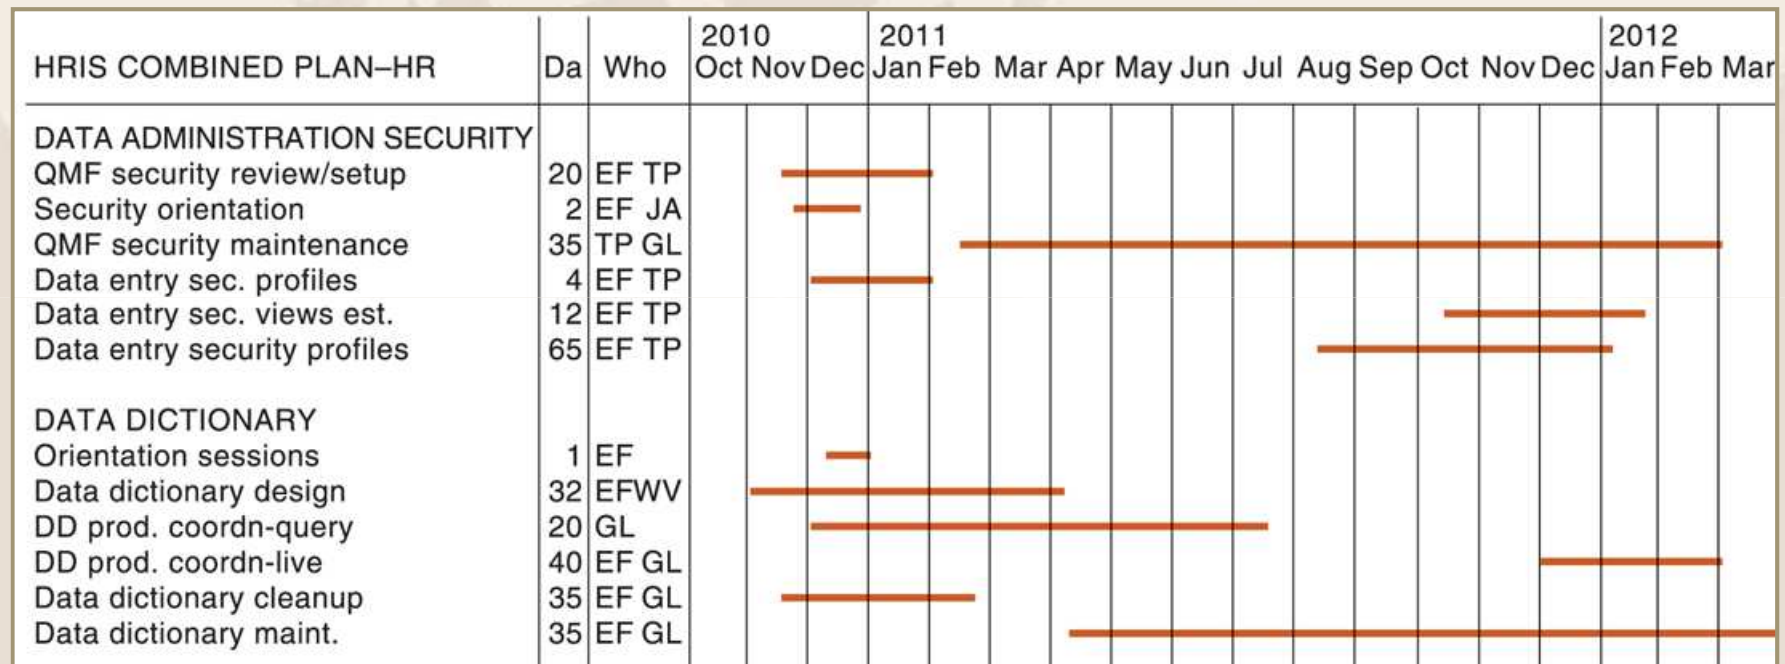 2010 2011 2012
HRIS COMBINED PLAN–HR Da Who Oct Nov Dec Jan Feb Mar Apr May Jun Jul Aug Sep Oct Nov Dec Jan Feb Mar
DATA ADMINISTRATION SECURITY
QMF security review/setup 20 EF TP
Security orientation 2 EF JA
QMF security maintenance 35 TP GL
Data entry sec. profiles 4 EF TP
Data entry sec. views est. 12 EF TP
Data entry security profiles 65 EF TP
DATA DICTIONARY
Orientation sessions 1 EF
Data dictionary design 32 EFWV
DD prod. coordn-query 20 GL
DD prod. coordn-live 40 EF GL
Data dictionary cleanup 35 EF GL
Data dictionary maint. 35 EF GL